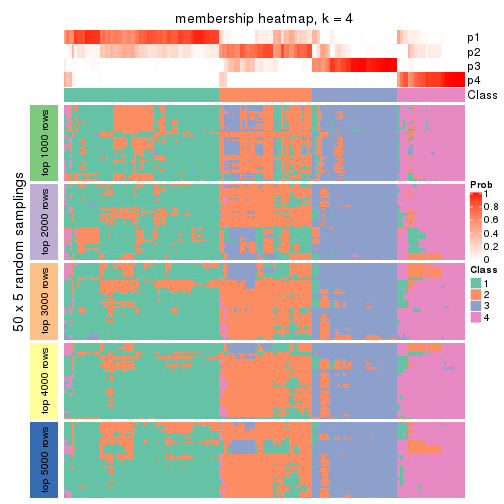 membership heatmap, k = 4
p1
p2
p3
p4
Class
50 x 5 random samplings
top 1000 rows
top 2000 rows
top 3000 rows
top 4000 rows
top 5000 rows
Prob
1
0.8
0.6
0.4
0.2
0
Class
1
2
3
4